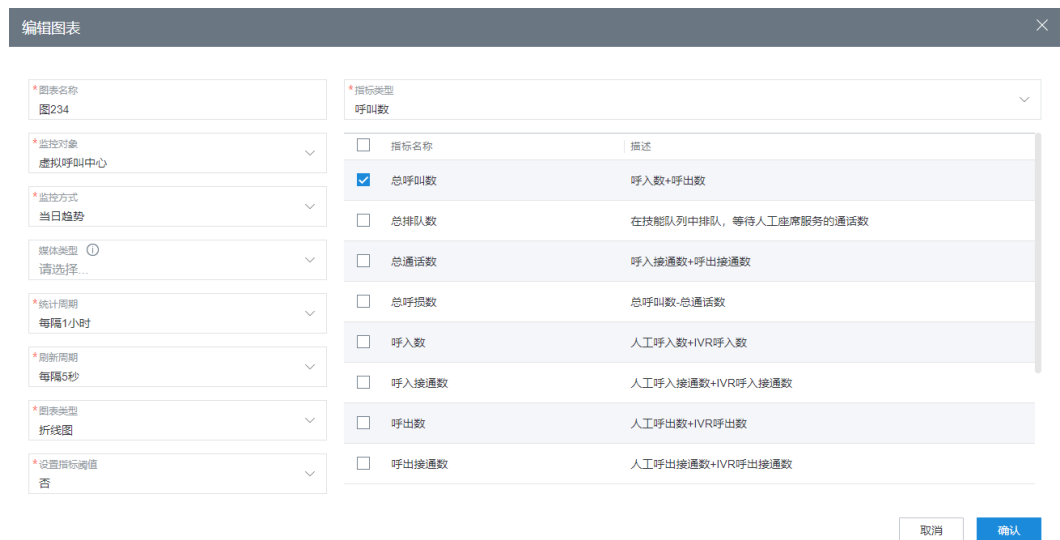 编辑图表
*图表名称
图234
*监控对象
虚拟呼叫中心
*监控方式
当日趋势
媒体类型
请选择...
*统计周期
每隔1小时
*刷新周期
每隔5秒
*图表类型
折线图
*设置指标阈值
否
*指标类型
呼叫数
指标名称 描述
总呼叫数 呼入数+呼出数
总排队数 在技能队列中排队，等待人工座席服务的通话数
总通话数 呼入接通数+呼出接通数
总呼损数 总呼叫数-总通话数
呼入数 人工呼入数+IVR呼入数
呼入接通数 人工呼入接通数+IVR呼入接通数
呼出数 人工呼出数+IVR呼出数
呼出接通数 人工呼出接通数+IVR呼出接通数
取消 确认